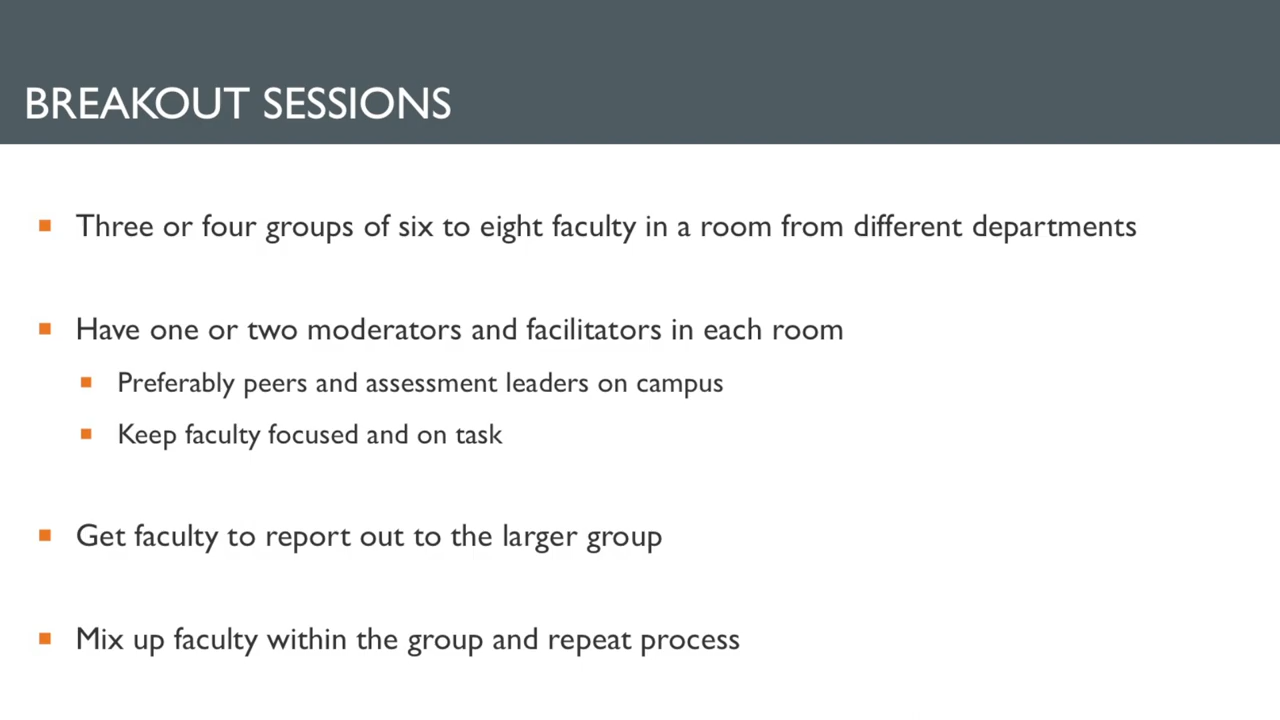 BREAKOUT SESSIONS
Three or four groups of six to eight faculty in a room from different departments
Have one or two moderators and facilitators in each room
Preferably peers and assessment leaders on campus
Keep faculty focused and on task
Get faculty to report out to the larger group
Mix up faculty within the group and repeat process